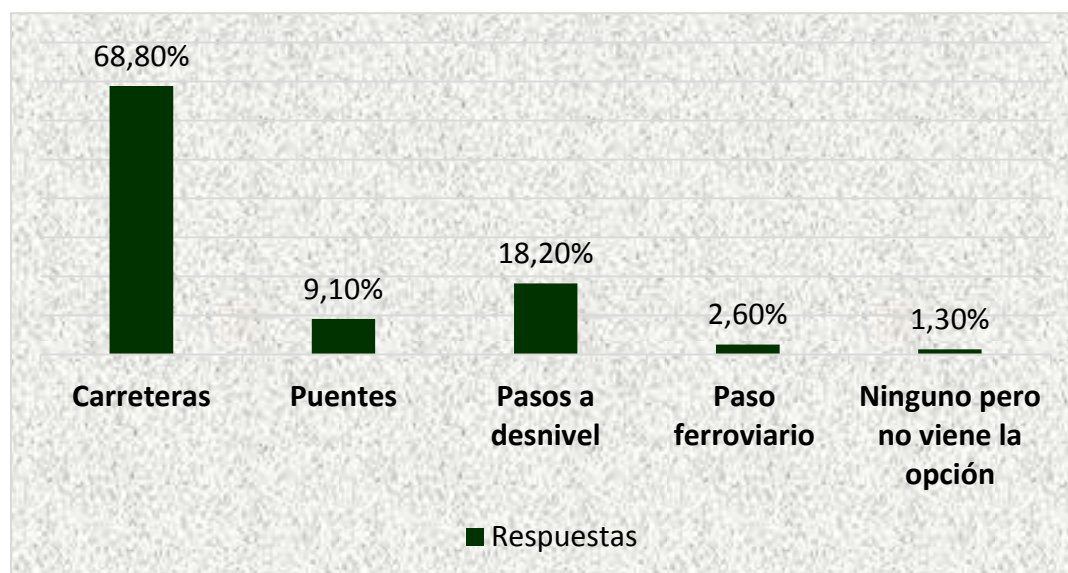 68,80%
9,10%
18,20%
2,60%
1,30%
Carreteras
Puentes
Pasos a
desnivel
Paso
ferroviario
Ninguno pero
no viene la
opción
Respuestas